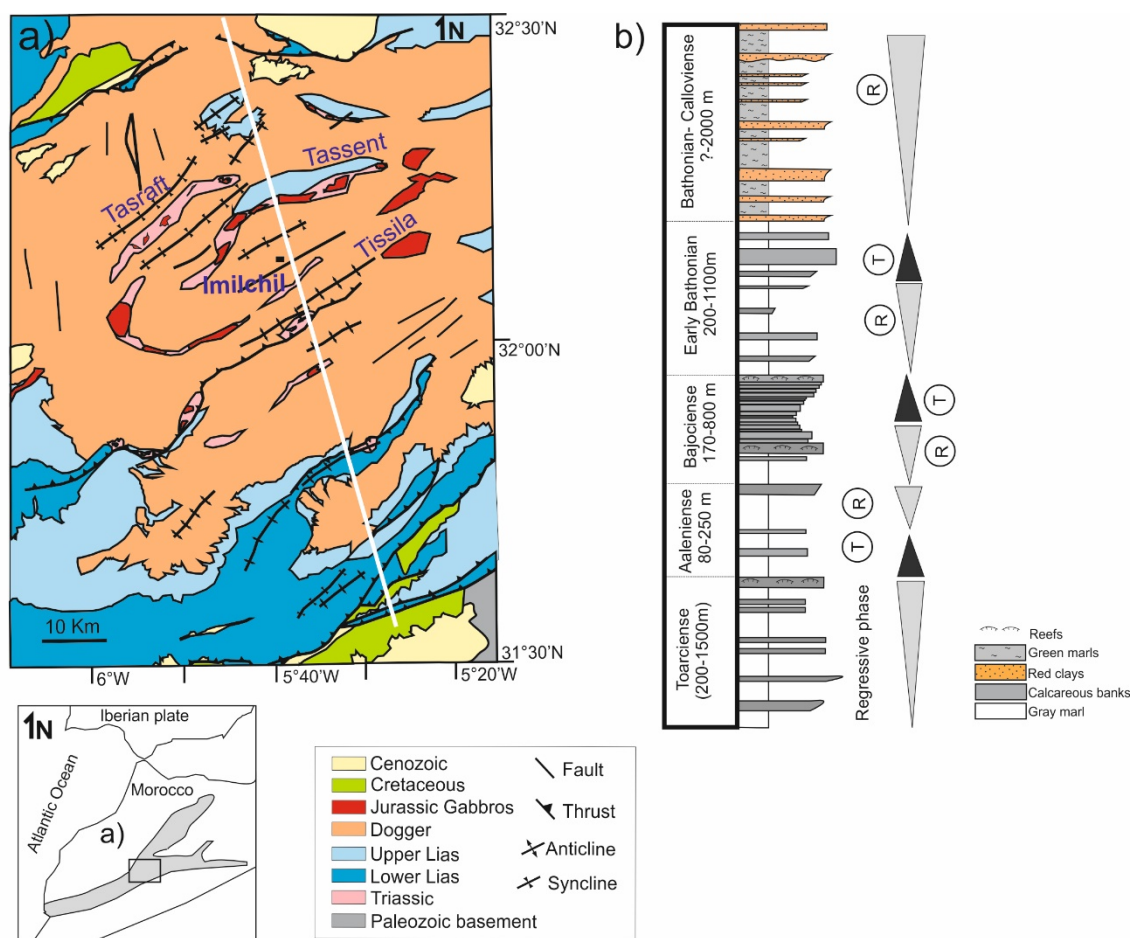 a)
N
32°30'N
Tassent
Tasraft
Tissila
Imilchil
32°00'N
10 Km
31°30'N
6°W
5°40'W
5°20'W
N
Iberian plate
Atlantic Ocean
Morocco
a)
Cenozoic
Cretaceous
Jurassic Gabbros
Dogger
Upper Lias
Lower Lias
Triassic
Paleozoic basement
Fault
Thrust
Anticline
Syncline
b)
Bathonian- Calloviense
?-2000 m
R
Early Bathonian
200-1100m
T
R
Bajociense
170-800 m
T
R
Aaleniense
80-250 m
R
T
Toarciense
(200-1500m)
Regressive phase
Reefs
Green marls
Red clays
Calcareous banks
Gray marl